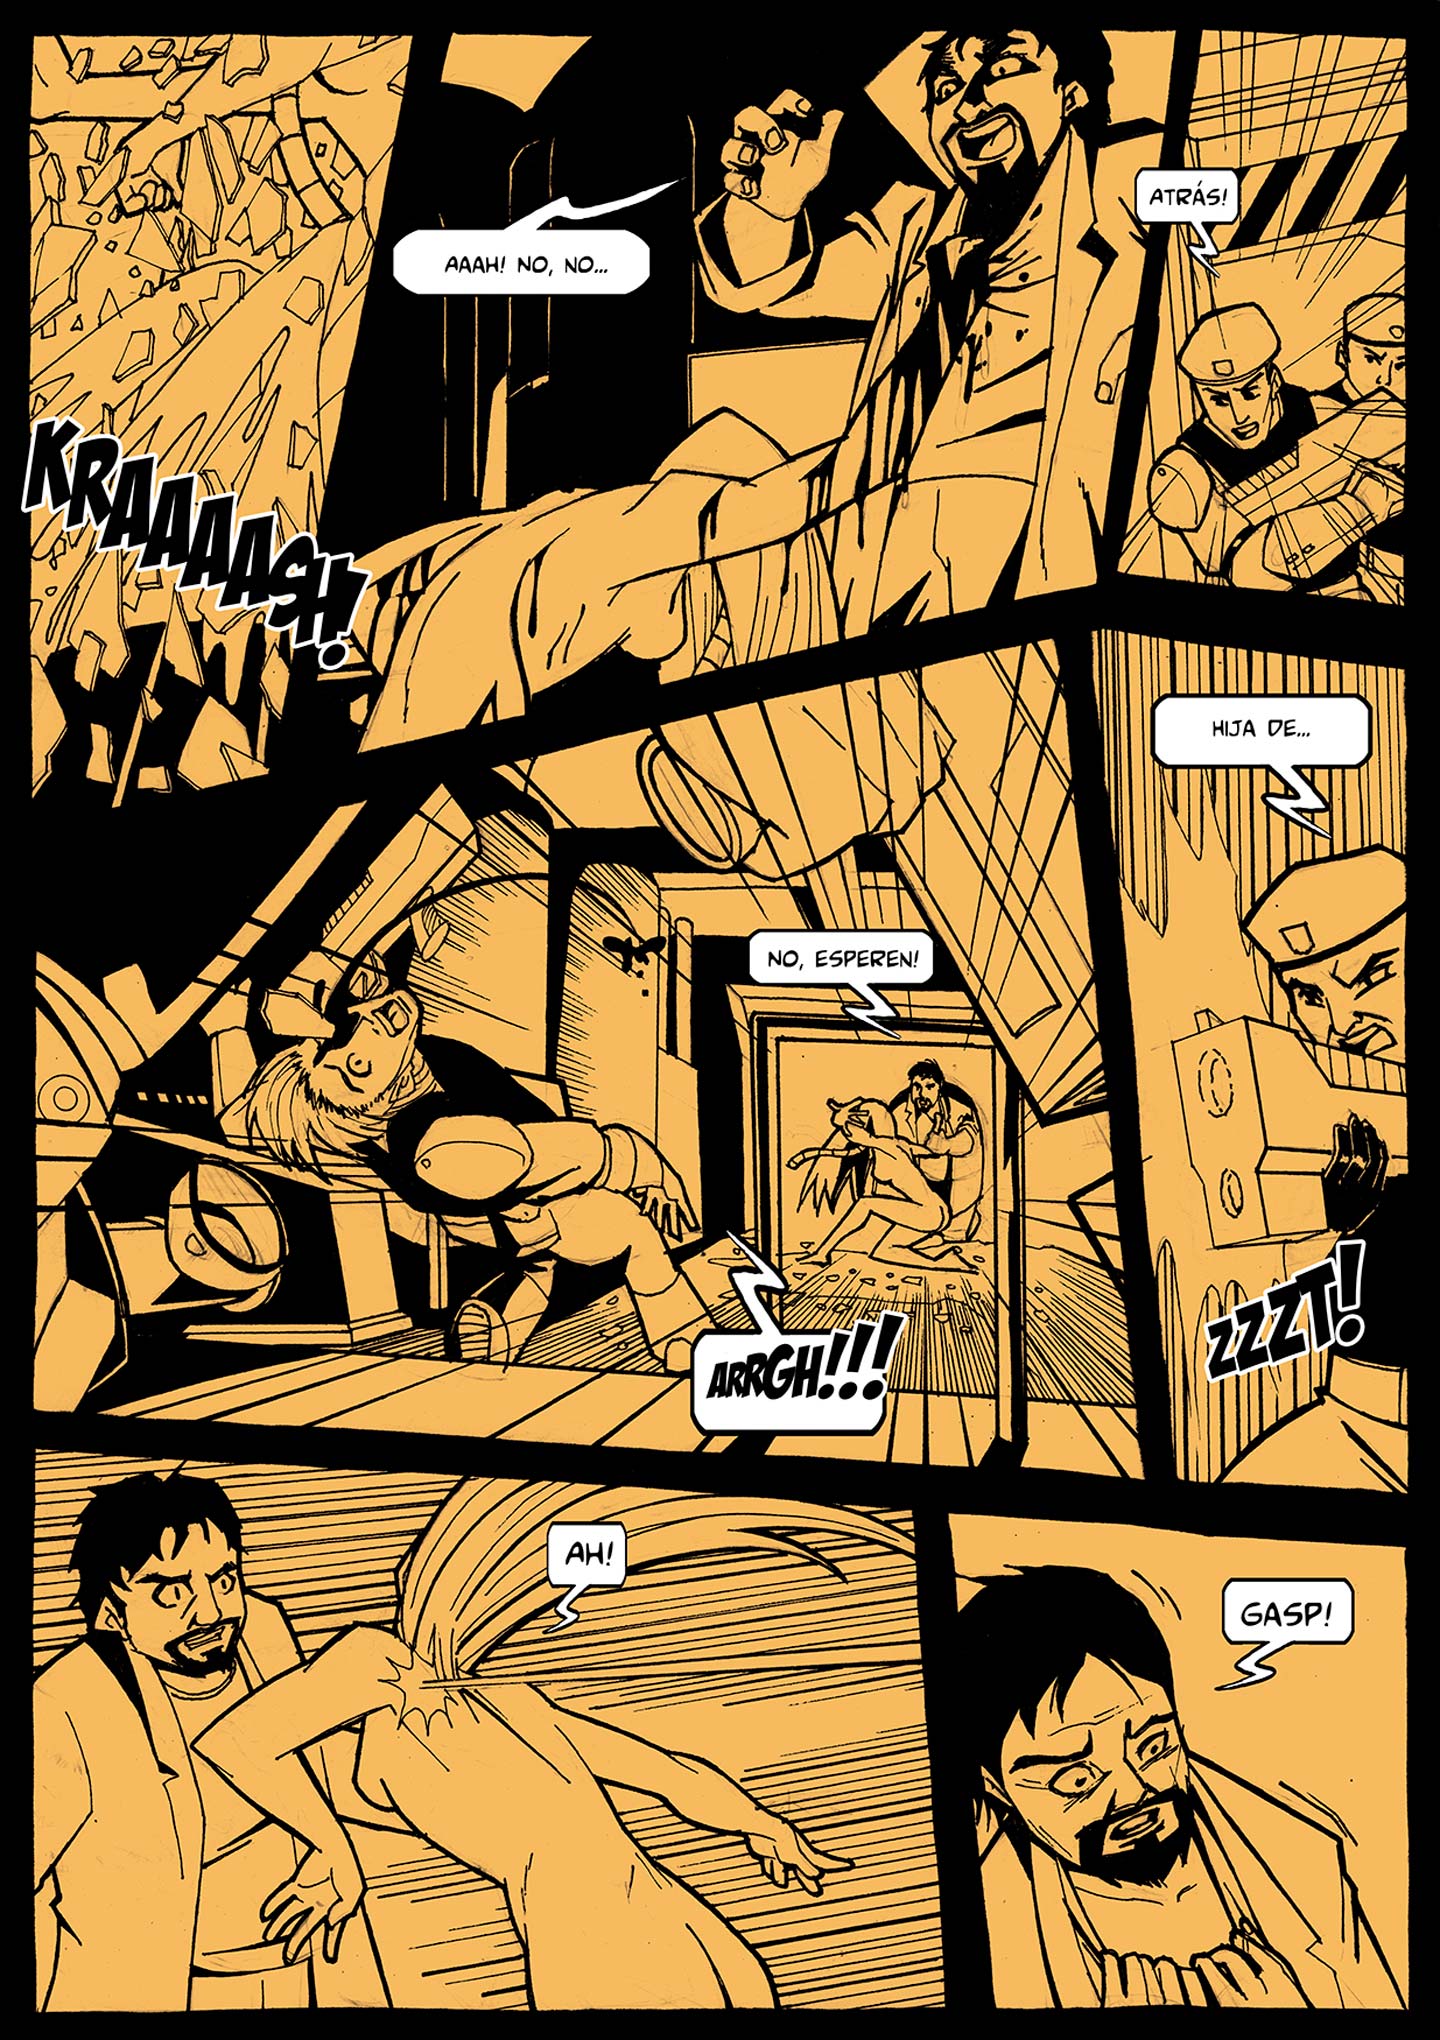 KRAAAAASH!
AAAH! NO, NO...
ATRÁS!
NO, ESPEREN!
ARRGH!!!
HIJA DE...
ZZZT!
AH!
GASP!